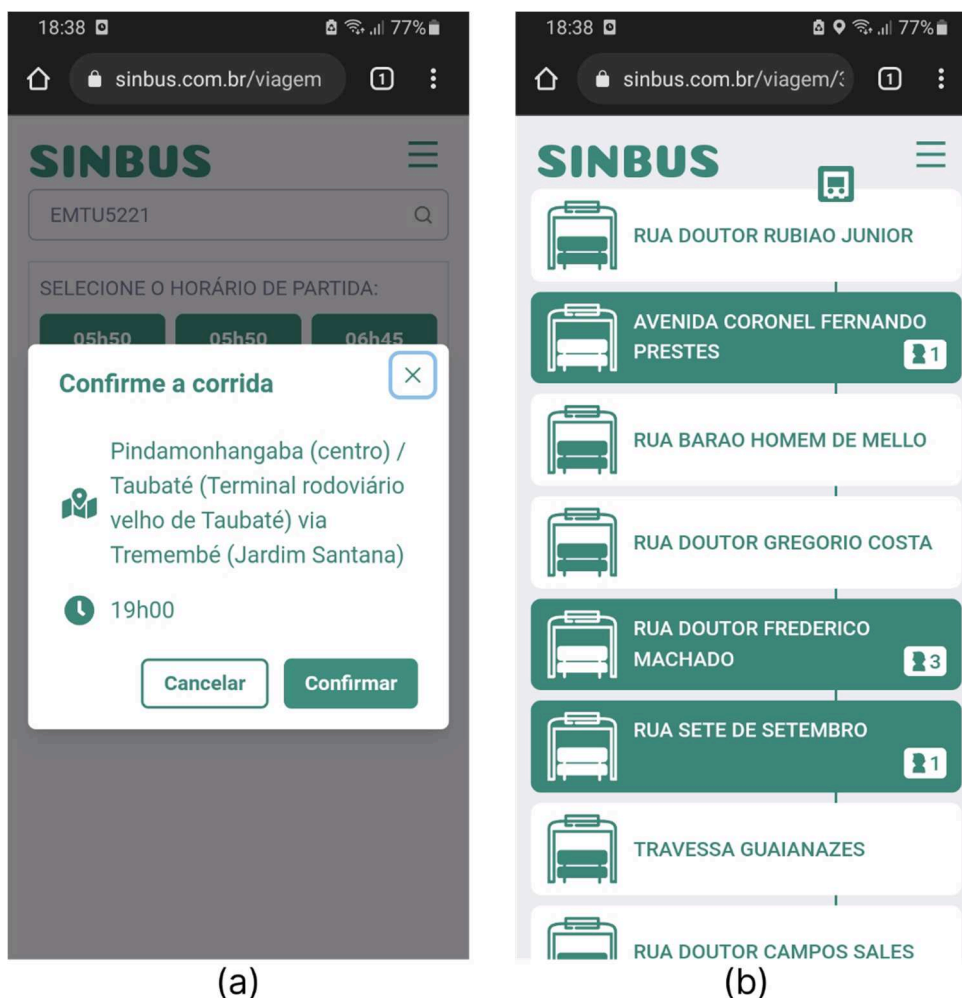 18:38
77%
sinbus.com.br/viagem
1
SINBUS
EMTU5221
SELECIONE O HORÁRIO DE PARTIDA:
05h50 05h50 06h45
Confirme a corrida
Pindamonhangaba (centro) /
Taubaté (Terminal rodoviário
velho de Taubaté) via
Tremembé (Jardim Santana)
19h00
Cancelar Confirmar
(a)
18:38
77%
sinbus.com.br/viagem/
1
SINBUS
RUA DOUTOR RUBIAO JUNIOR
AVENIDA CORONEL FERNANDO
PRESTES
1
RUA BARAO HOMEM DE MELLO
RUA DOUTOR GREGORIO COSTA
RUA DOUTOR FREDERICO
MACHADO
3
RUA SETE DE SETEMBRO
1
TRAVESSA GUAIANAZES
RUA DOUTOR CAMPOS SALES
(b)